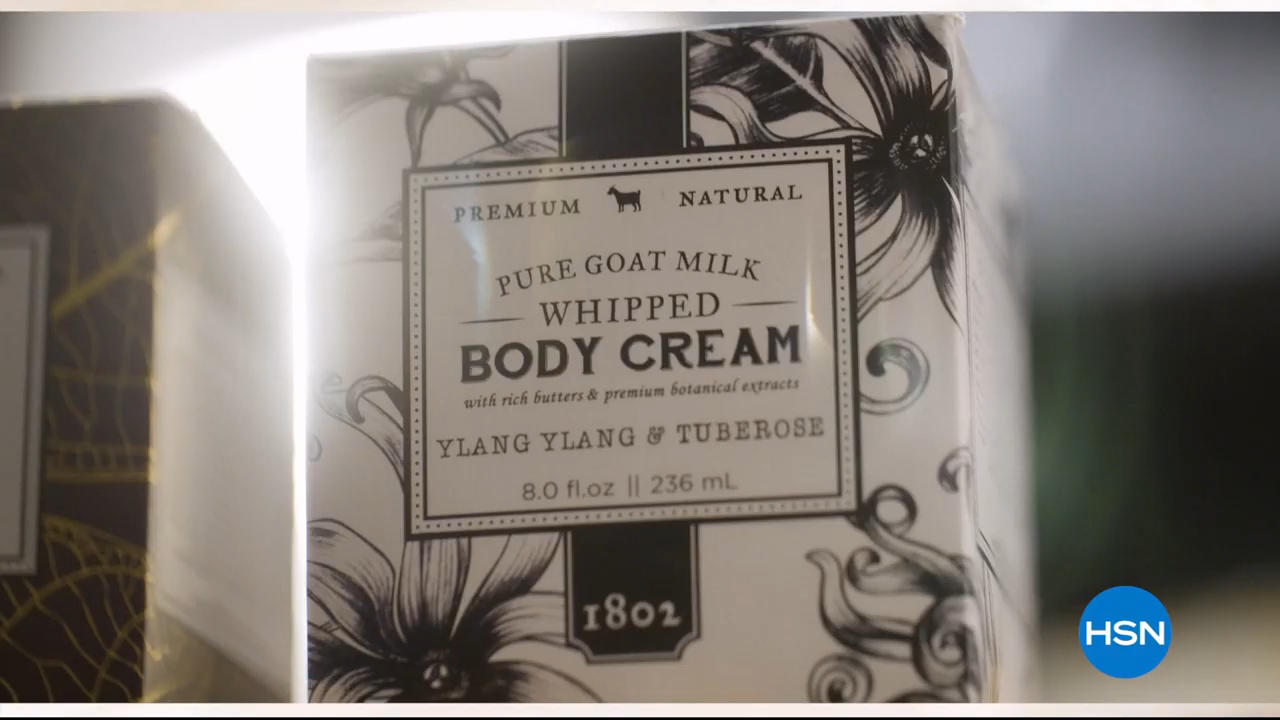 PREMIUM NATURAL
PURE GOAT MILK
WHIPPED
BODY CREAM
with rich butters & premium botanical extracts
YLANG YLANG & TUBEROSE
8.0 fl.oz || 236 mL
1802
HSN